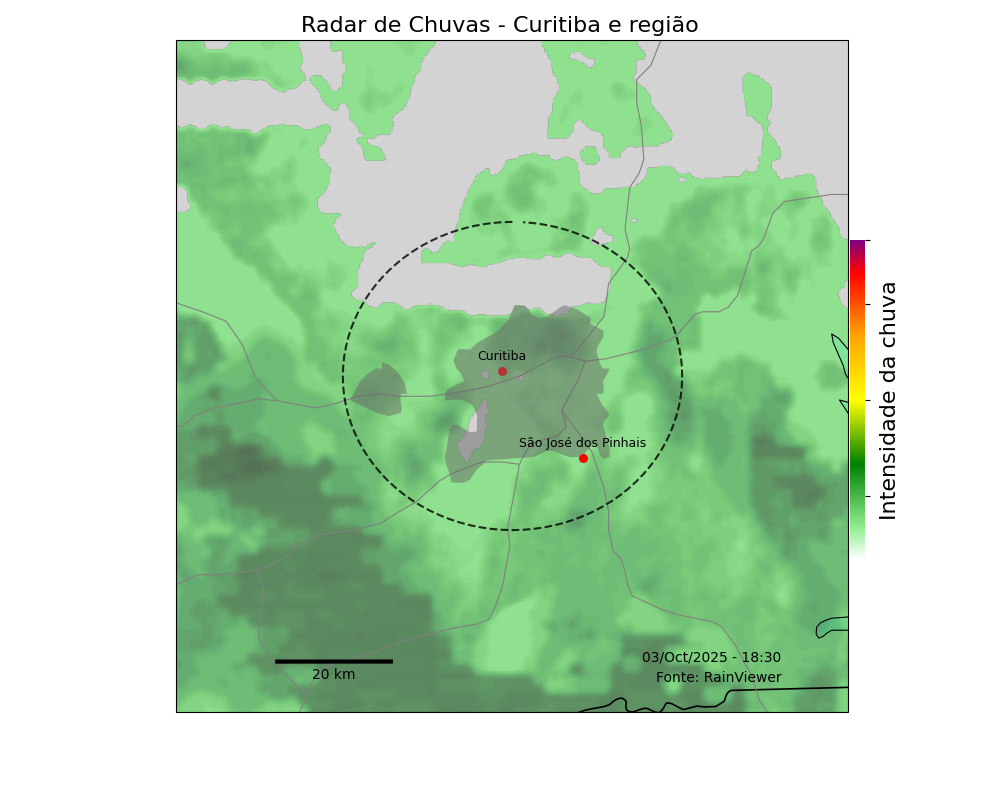 Radar de Chuvas - Curitiba e região
Curitiba
São José dos Pinhais
Intensidade da chuva
20 km
03/Oct/2025 - 18:30
Fonte: RainViewer